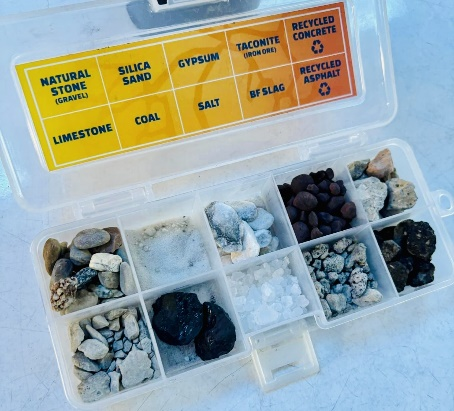 NATURAL
STONE
(GRAVEL)
SILICA
SAND
GYPSUM
TACONITE
(IRON ORE)
RECYCLED
CONCRETE
LIMESTONE
COAL
SALT
BF SLAG
RECYCLED
ASPHALT